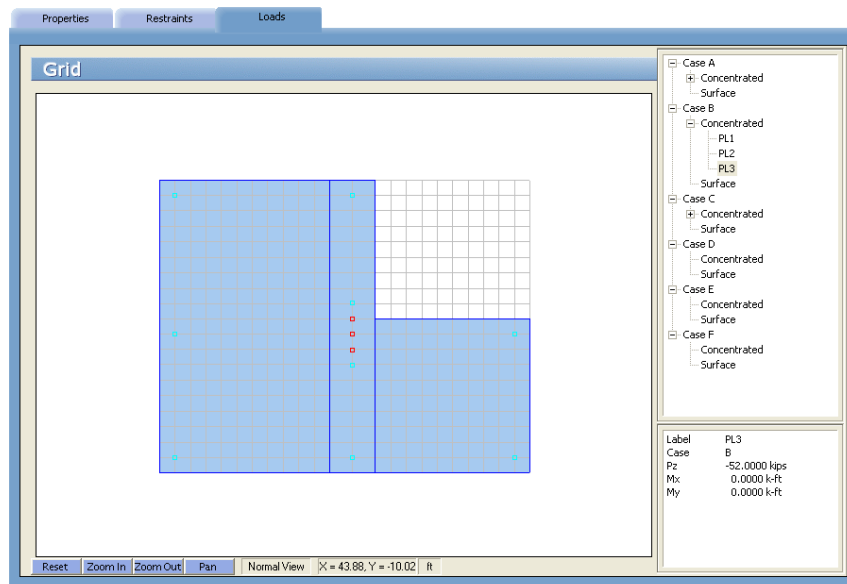 Properties Restraints Loads
Grid
Case A
Concentrated
Surface
Case B
Concentrated
PL1
PL2
PL3
Surface
Case C
Concentrated
Surface
Case D
Concentrated
Surface
Case E
Concentrated
Surface
Case F
Concentrated
Surface
Label PL3
Case B
Pz -52.0000 kips
Mx 0.0000 k-ft
My 0.0000 k-ft
Reset Zoom In Zoom Out Pan Normal View X = 43.88, Y = -10.02 ft